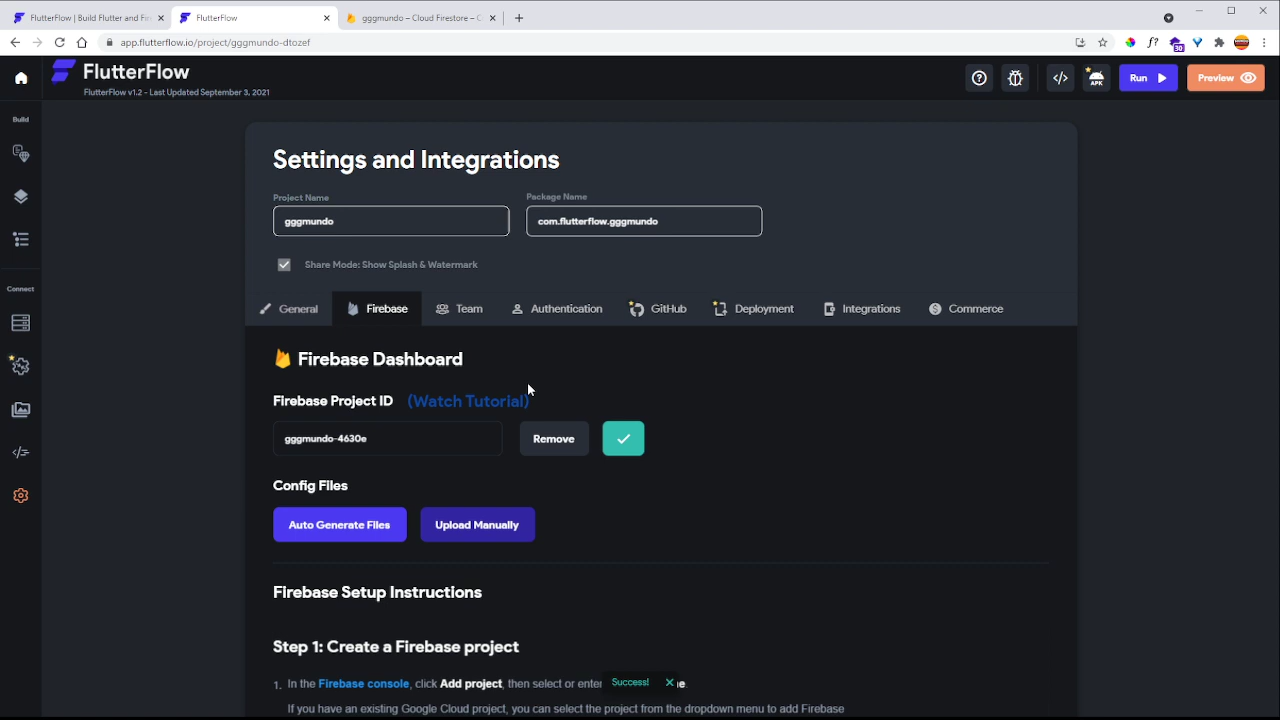 FlutterFlow | Build Flutter and Fi
FlutterFlow
gggmundo – Cloud Firestore – C
app.flutterflow.io/project/gggmundo-dtozef
30
FlutterFlow
FlutterFlow v1.2 - Last Updated September 3, 2021
APK
Run
Preview
Build
Connect
Settings and Integrations
Project Name
Package Name
gggmundo
com.flutterflow.gggmundo
Share Mode: Show Splash & Watermark
General
Firebase
Team
Authentication
GitHub
Deployment
Integrations
Commerce
Firebase Dashboard
Firebase Project ID (Watch Tutorial)
gggmundo-4630e
Remove
Config Files
Auto Generate Files
Upload Manually
Firebase Setup Instructions
Step 1: Create a Firebase project
1. In the Firebase console, click Add project, then select or enter
Success!
If you have an existing Google Cloud project, you can select the project from the dropdown menu to add Firebase